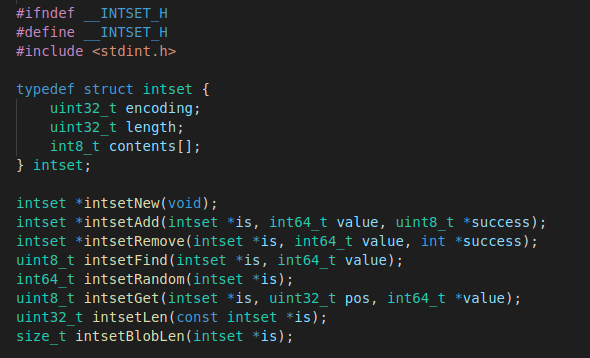 #ifndef __INTSET_H
#define __INTSET_H
#include <stdint.h>

typedef struct intset {
    uint32_t encoding;
    uint32_t length;
    int8_t contents[];
} intset;

intset *intsetNew(void);
intset *intsetAdd(intset *is, int64_t value, uint8_t *success);
intset *intsetRemove(intset *is, int64_t value, int *success);
uint8_t intsetFind(intset *is, int64_t value);
int64_t intsetRandom(intset *is);
uint8_t intsetGet(intset *is, uint32_t pos, int64_t *value);
uint32_t intsetLen(const intset *is);
size_t intsetBlobLen(intset *is);